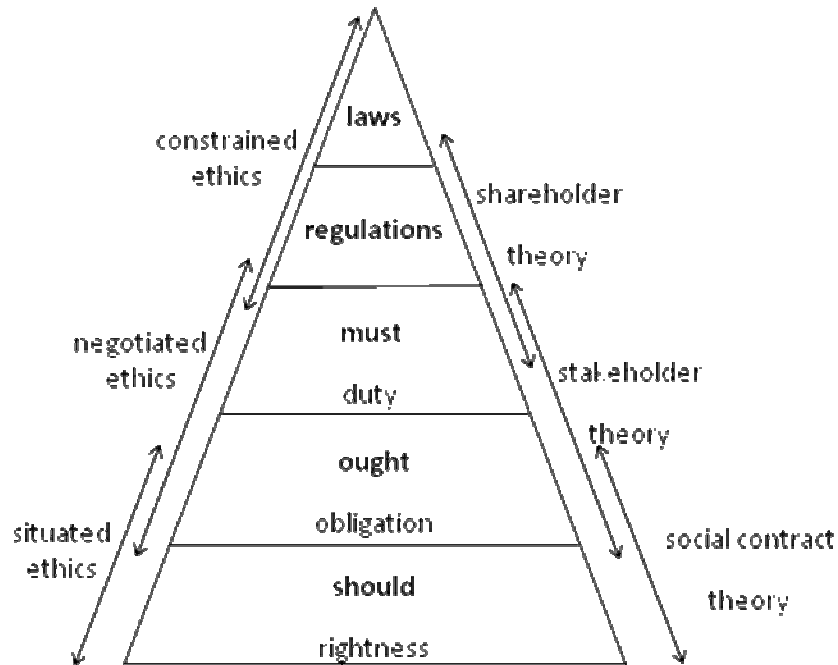 laws
constrained
ethics
shareholder
regulations
theory
must
negotiated
ethics
stakeholder
duty
theory
ought
obligation
situated
ethics
social contract
should
theory
rightness